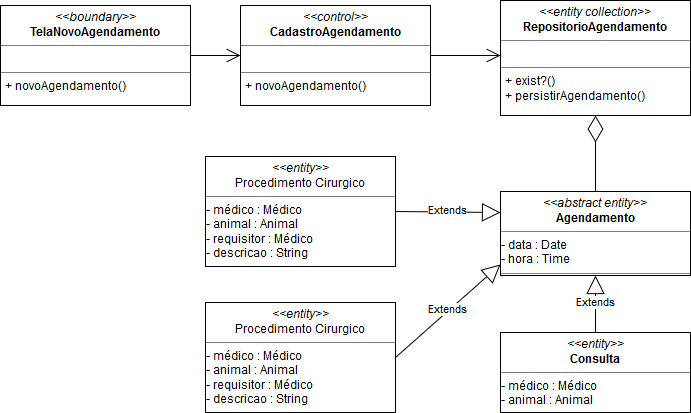 <<boundary>>
TelaNovoAgendamento
+ novoAgendamento()
<<control>>
CadastroAgendamento
+ novoAgendamento()
<<entity collection>>
RepositorioAgendamento
+ exist?()
+ persistirAgendamento()
<<entity>>
Procedimento Cirurgico
- médico : Médico
- animal : Animal
- requisitor : Médico
- descricao : String
Extends
<<abstract entity>>
Agendamento
- data : Date
- hora : Time
<<entity>>
Procedimento Cirurgico
- médico : Médico
- animal : Animal
- requisitor : Médico
- descricao : String
Extends
Extends
<<entity>>
Consulta
- médico : Médico
- animal : Animal